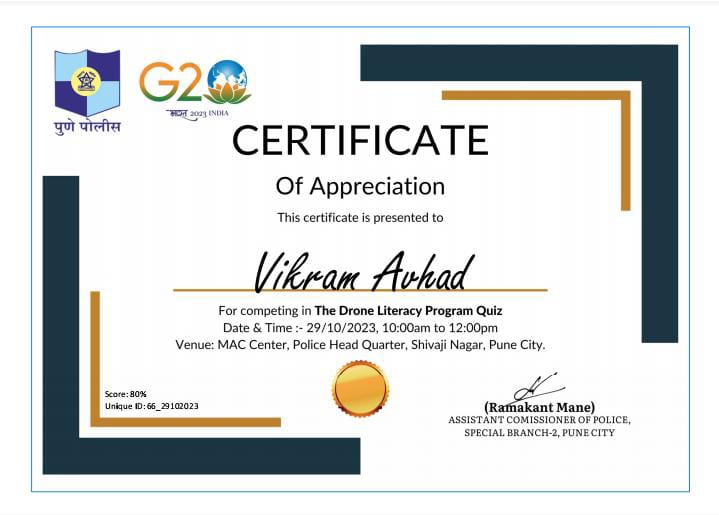 पुणे पोलीस
G20
भारत 2023 INDIA
CERTIFICATE
Of Appreciation
This certificate is presented to
Vikram Avhad
For competing in The Drone Literacy Program Quiz
Date & Time :- 29/10/2023, 10:00am to 12:00pm
Venue: MAC Center, Police Head Quarter, Shivaji Nagar, Pune City.
Score: 80%
Unique ID: 66_29102023
(Ramakant Mane)
ASSISTANT COMISSIONER OF POLICE,
SPECIAL BRANCH-2, PUNE CITY